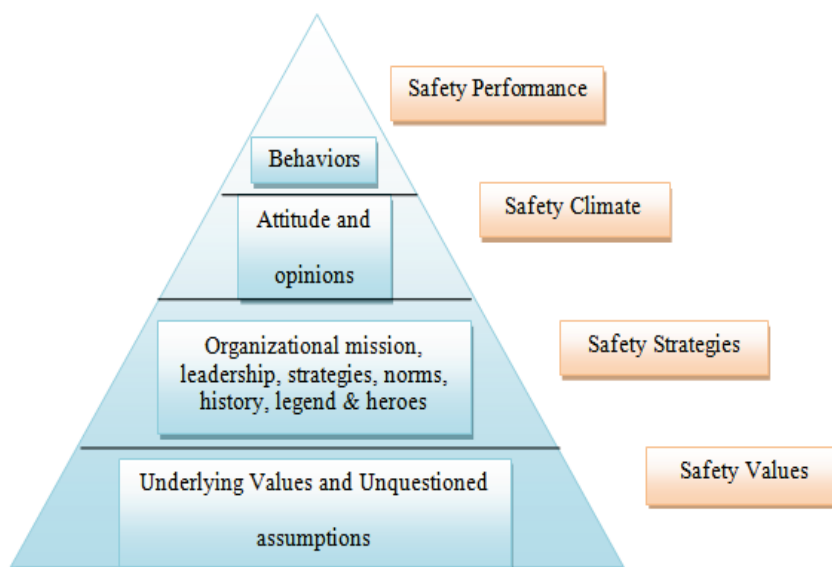 Safety Performance
Behaviors
Safety Climate
Attitude and
opinions
Safety Strategies
Organizational mission,
leadership, strategies, norms,
history, legend & heroes
Safety Values
Underlying Values and Unquestioned
assumptions